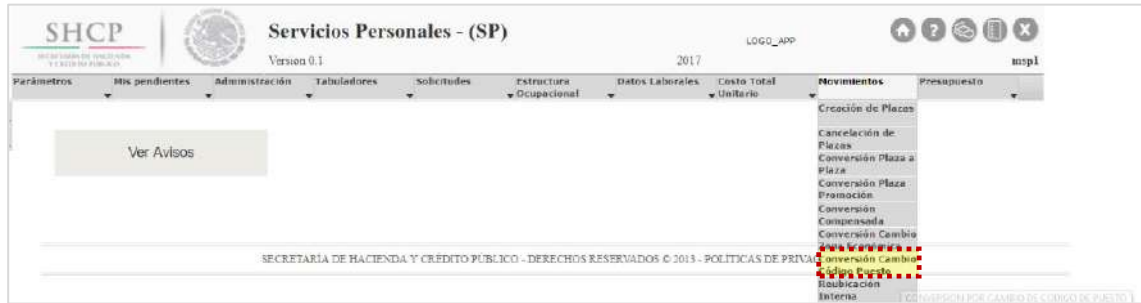 SHCP
SECRETARÍA DE HACIENDA
Y CRÉDITO PÚBLICO
Servicios Personales - (SP)
Version 0.1
LOGO_APP
2017
msp1
Parámetros Mis pendientes Administración Tabuladores Solicitudes Estructura Ocupacional Datos Laborales Costo Total Unitario Movimientos Presupuesto
Ver Avisos
Creación de Plazas
Cancelación de
Plazas
Conversión Plaza a
Plaza
Conversión Plaza
Promoción
Conversión
Compensada
Conversión Cambio
Zona Económica
SECRETARÍA DE HACIENDA Y CRÉDITO PÚBLICO - DERECHOS RESERVADOS © 2013 - POLÍTICAS DE PRIVAC
Conversión Cambio
Código Puesto
Reubicación
Interna
CONVERSION POR CAMBIO DE CODIGO DE PUESTO